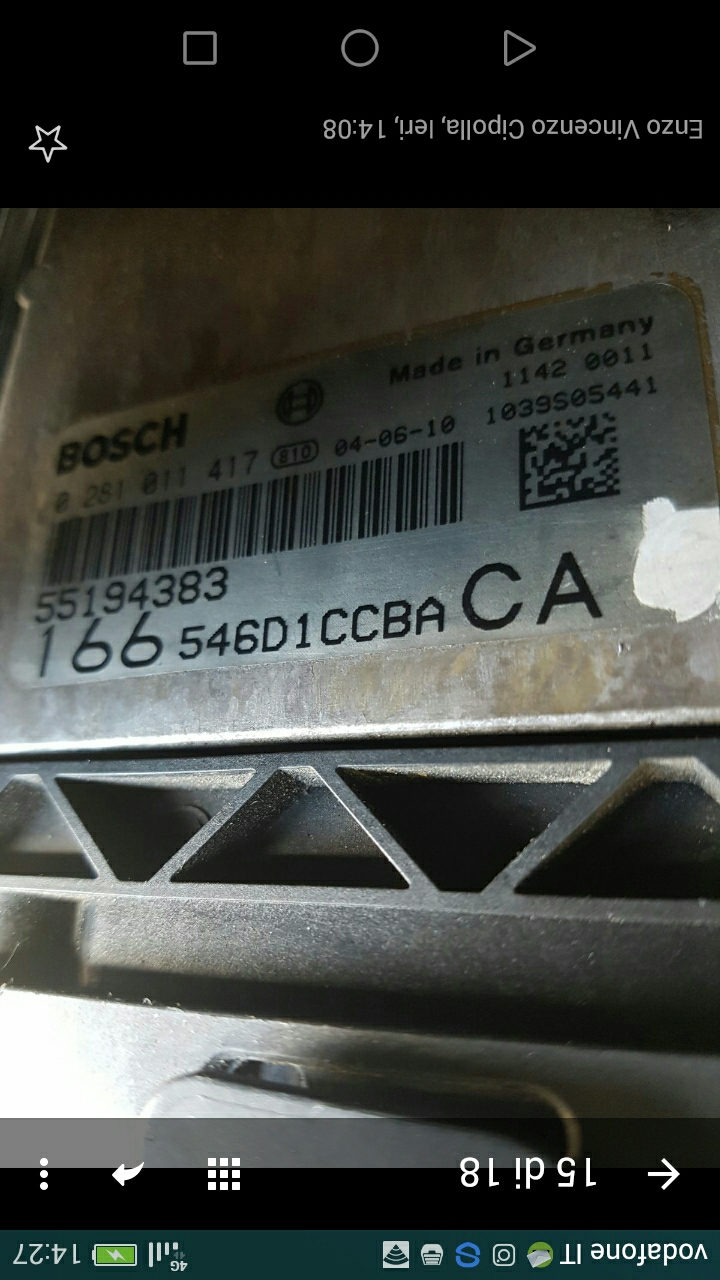 Enzo Vincenzo Cipolla, Ieri, 14:08
Made in Germany
1142 0011
BOSCH
0 281 011 417 810 04-06-10 1039S05441
55194383
166 546D1CCBA CA
15 di 18
vodafone IT 4G 14:27